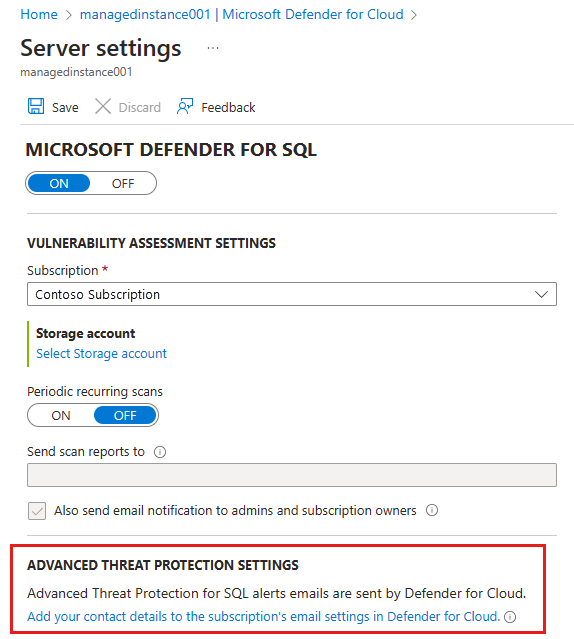 Home > managedinstance001 | Microsoft Defender for Cloud >
Server settings ...
managedinstance001
Save Discard Feedback
MICROSOFT DEFENDER FOR SQL
ON OFF
VULNERABILITY ASSESSMENT SETTINGS
Subscription *
Contoso Subscription
Storage account
Select Storage account
Periodic recurring scans
ON OFF
Send scan reports to
Also send email notification to admins and subscription owners
ADVANCED THREAT PROTECTION SETTINGS
Advanced Threat Protection for SQL alerts emails are sent by Defender for Cloud.
Add your contact details to the subscription's email settings in Defender for Cloud.